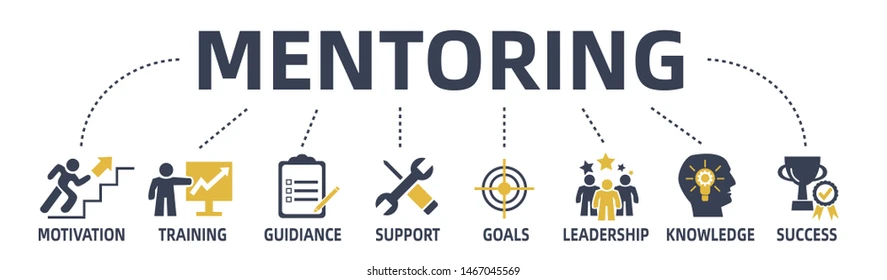 MENTORING
MOTIVATION TRAINING GUIDIANCE SUPPORT GOALS LEADERSHIP KNOWLEDGE SUCCESS
shutterstock.com · 1467045569